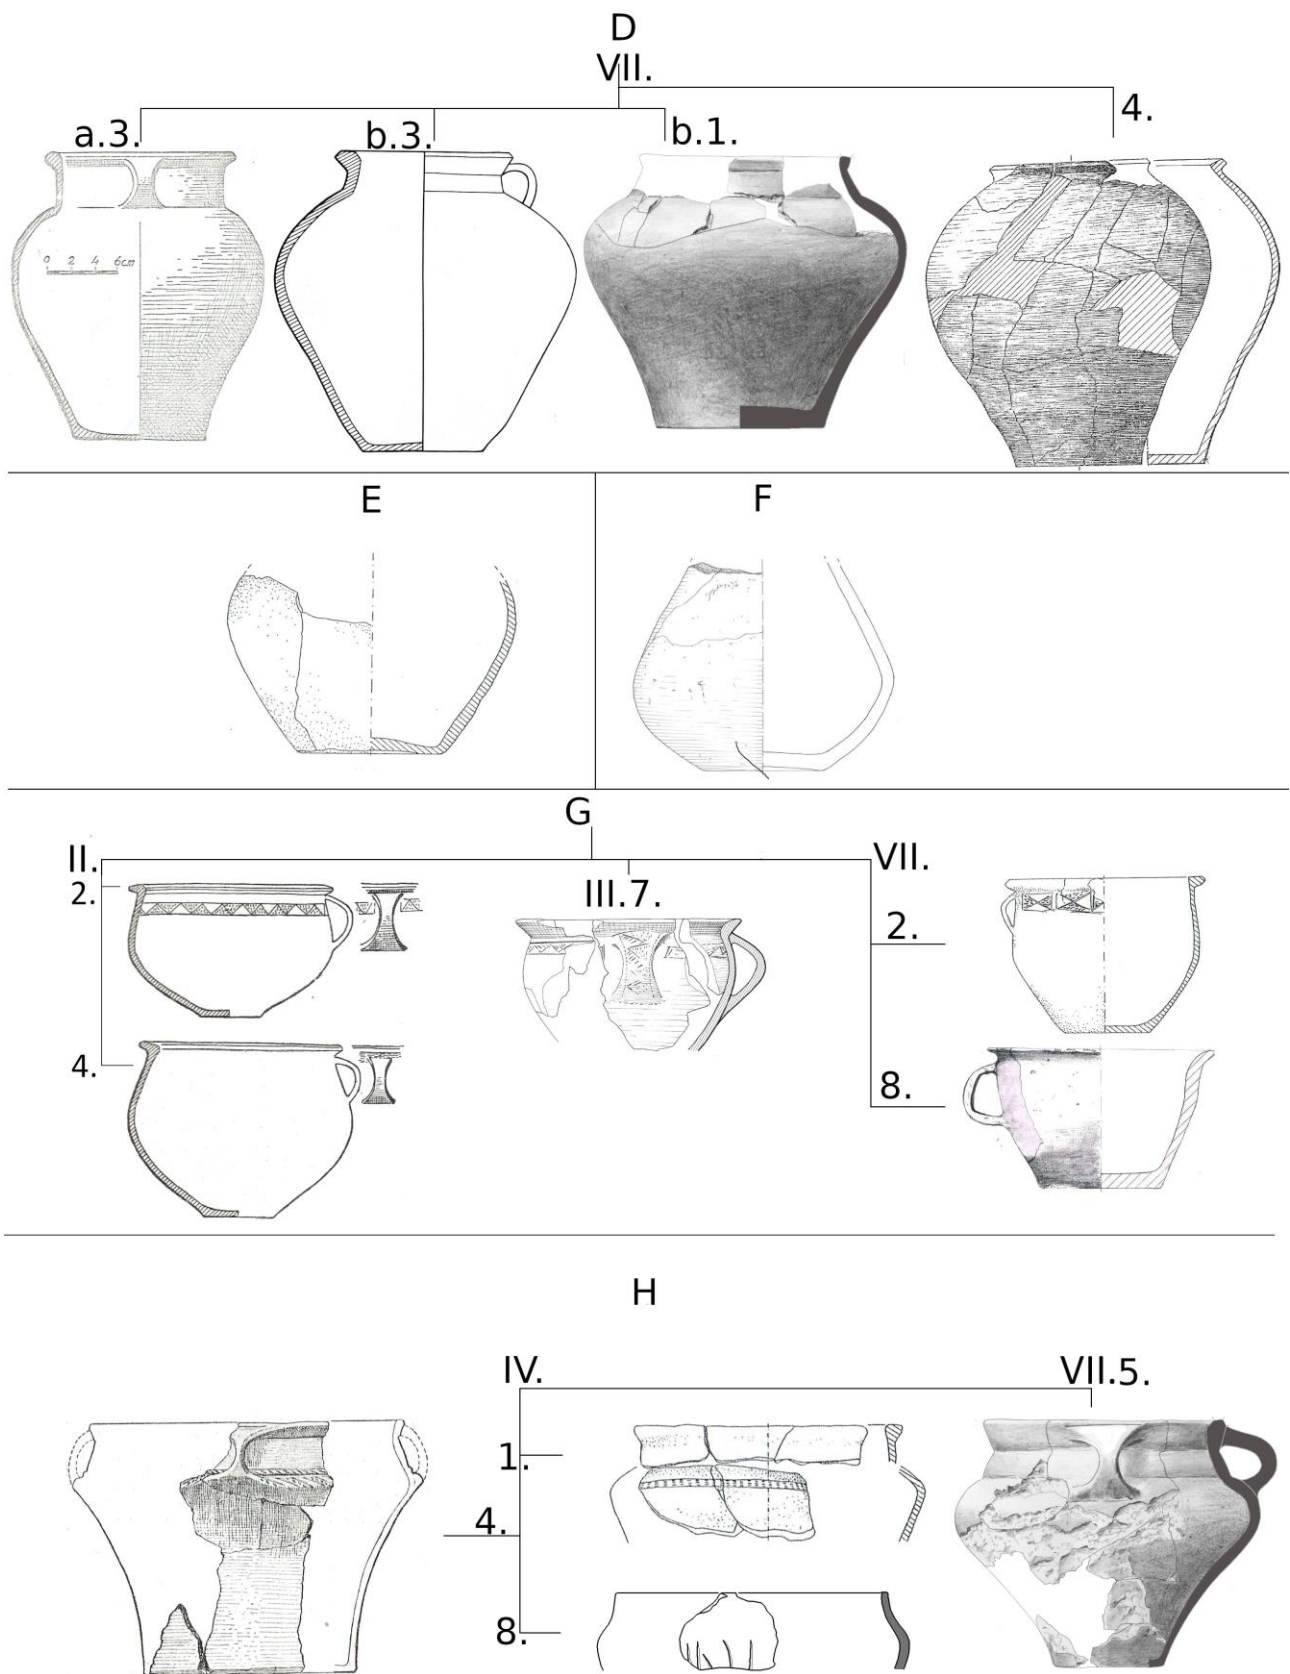 D
VII.
a.3.
b.3.
b.1.
4.
0 2 4 6cm
E
F
G
II.
2.
4.
III.7.
VII.
2.
8.
H
IV.
1.
4.
8.
VII.5.